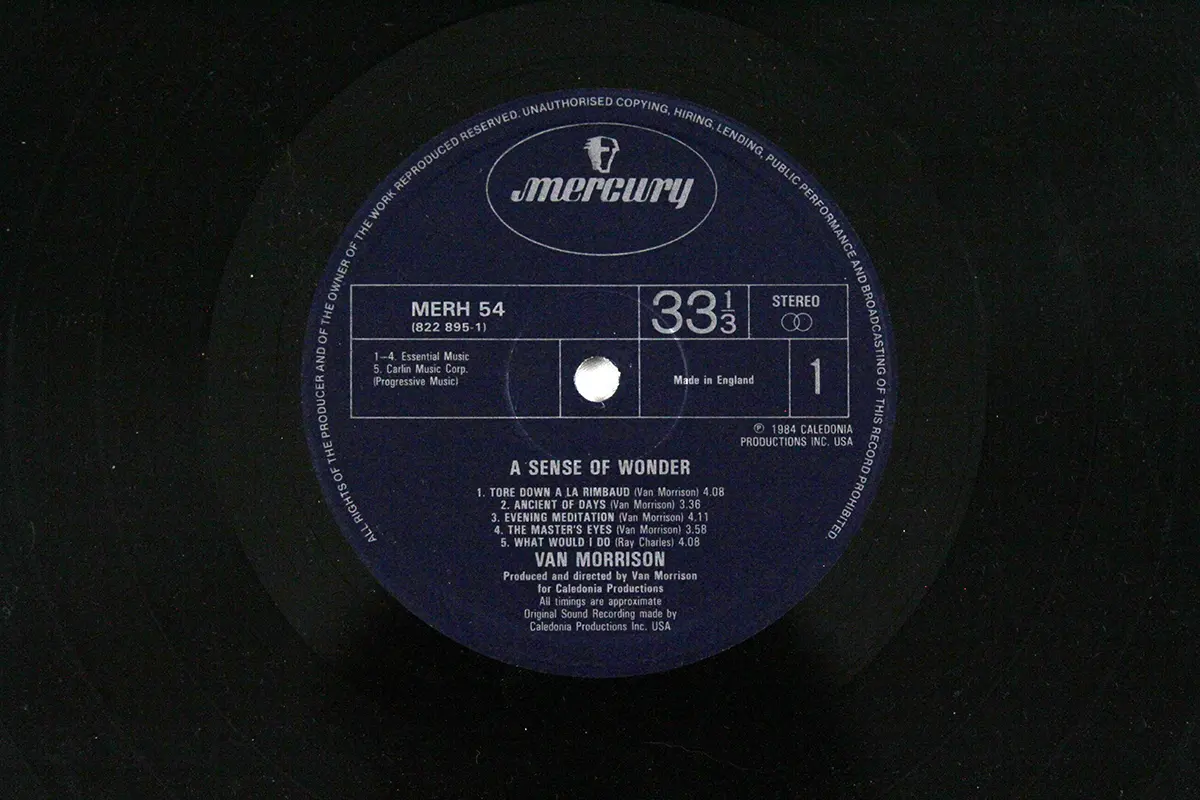 ALL RIGHTS OF THE PRODUCER AND OF THE OWNER OF THE WORK REPRODUCED RESERVED. UNAUTHORISED COPYING, HIRING, LENDING, PUBLIC PERFORMANCE AND BROADCASTING OF THIS RECORD PROHIBITED.
mercury
MERH 54
(822 895-1)
33 1/3
STEREO
1–4. Essential Music
5. Carlin Music Corp.
(Progressive Music)
Made in England
1
℗ 1984 CALEDONIA
PRODUCTIONS INC. USA
A SENSE OF WONDER
1. TORE DOWN A LA RIMBAUD (Van Morrison) 4.08
2. ANCIENT OF DAYS (Van Morrison) 3.36
3. EVENING MEDITATION (Van Morrison) 4.11
4. THE MASTER'S EYES (Van Morrison) 3.58
5. WHAT WOULD I DO (Ray Charles) 4.08
VAN MORRISON
Produced and directed by Van Morrison
for Caledonia Productions
All timings are approximate
Original Sound Recording made by
Caledonia Productions Inc. USA